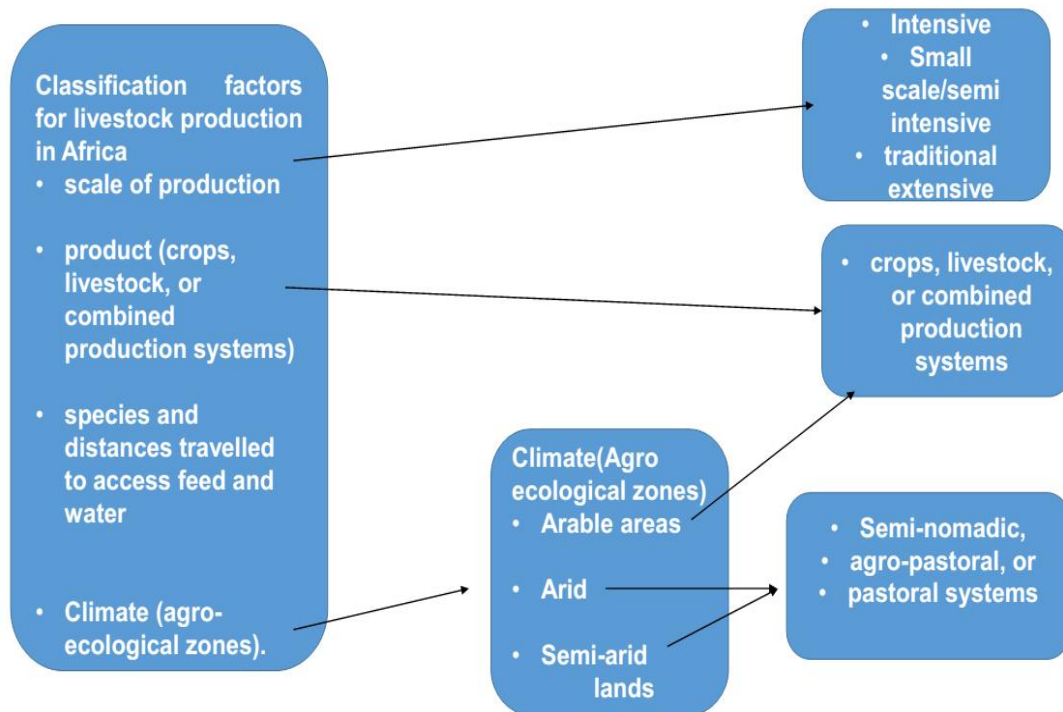 Classification factors
for livestock production
in Africa
• scale of production
• product (crops,
livestock, or
combined
production systems)
• species and
distances travelled
to access feed and
water
• Climate (agro-
ecological zones).
• Intensive
• Small
scale/semi
intensive
• traditional
extensive
• crops, livestock,
or combined
production
systems
Climate(Agro
ecological zones)
• Arable areas
• Arid
• Semi-arid
lands
• Semi-nomadic,
• agro-pastoral, or
• pastoral systems